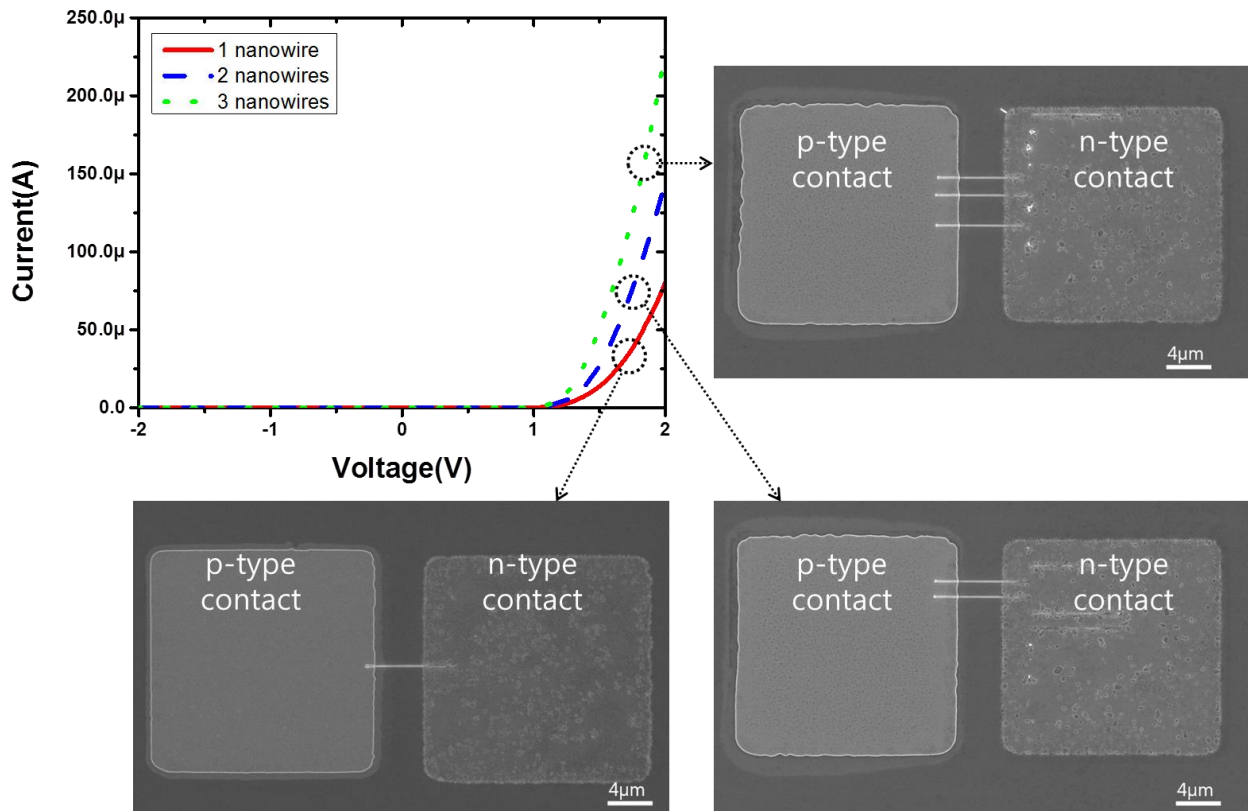 250.0µ
200.0µ
150.0µ
100.0µ
50.0µ
0.0
Current(A)
1 nanowire
2 nanowires
3 nanowires
-2
-1
0
1
2
Voltage(V)
p-type
contact
n-type
contact
4µm
p-type
contact
n-type
contact
4µm
p-type
contact
n-type
contact
4µm